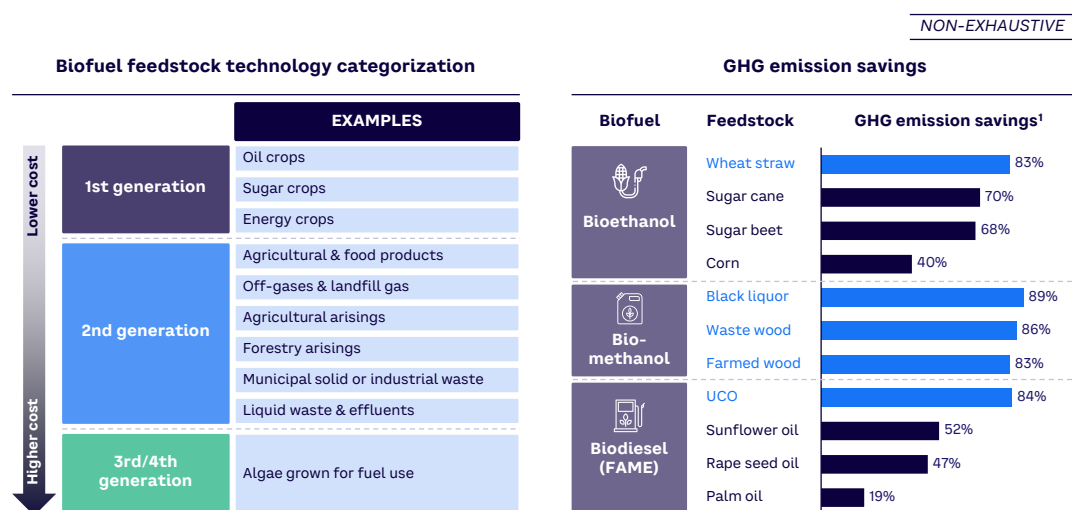 NON-EXHAUSTIVE
Biofuel feedstock technology categorization
EXAMPLES
Lower cost
Higher cost
1st generation
Oil crops
Sugar crops
Energy crops
2nd generation
Agricultural & food products
Off-gases & landfill gas
Agricultural arisings
Forestry arisings
Municipal solid or industrial waste
Liquid waste & effluents
3rd/4th
generation
Algae grown for fuel use
GHG emission savings
Biofuel Feedstock GHG emission savings¹
Bioethanol
Wheat straw 83%
Sugar cane 70%
Sugar beet 68%
Corn 40%
Bio-
methanol
Black liquor 89%
Waste wood 86%
Farmed wood 83%
Biodiesel
(FAME)
UCO 84%
Sunflower oil 52%
Rape seed oil 47%
Palm oil 19%